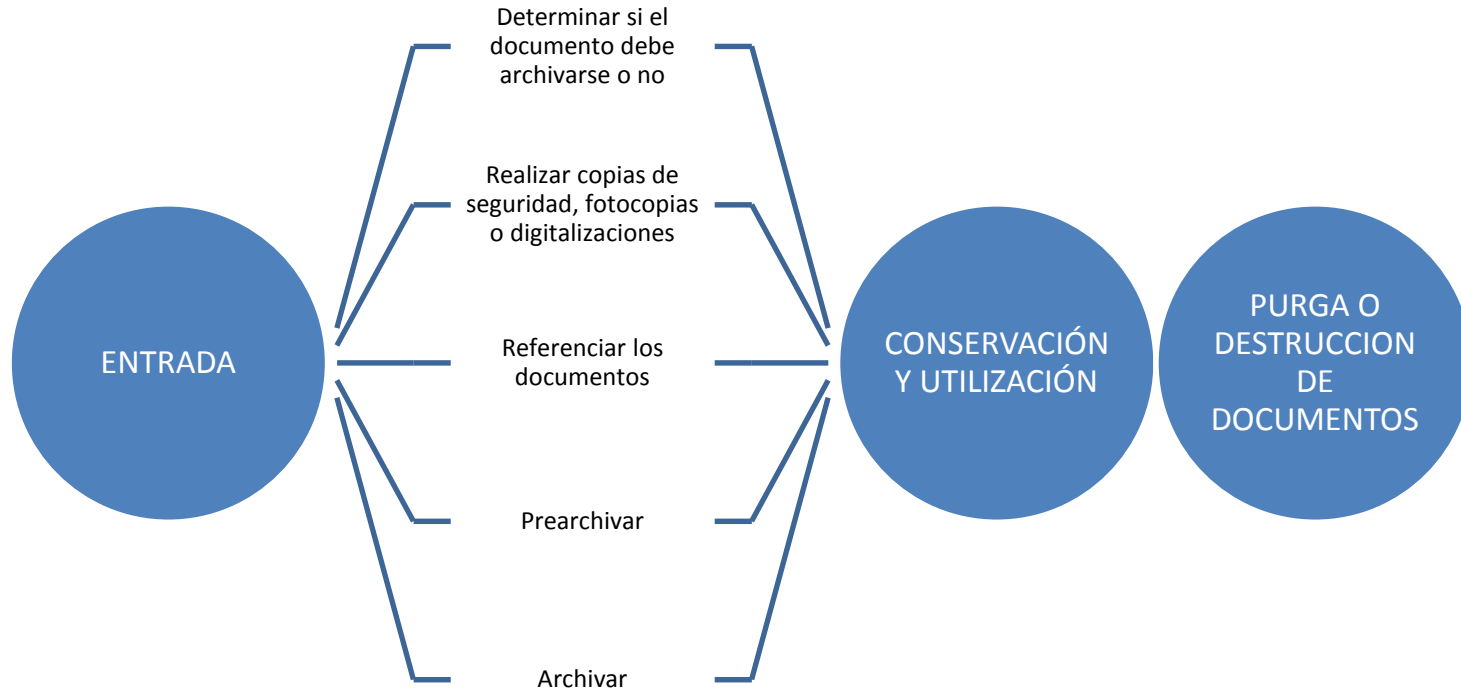 ENTRADA
Determinar si el
documento debe
archivarse o no
Realizar copias de
seguridad, fotocopias
o digitalizaciones
Referenciar los
documentos
Prearchivar
Archivar
CONSERVACIÓN
Y UTILIZACIÓN
PURGA O
DESTRUCCION
DE
DOCUMENTOS